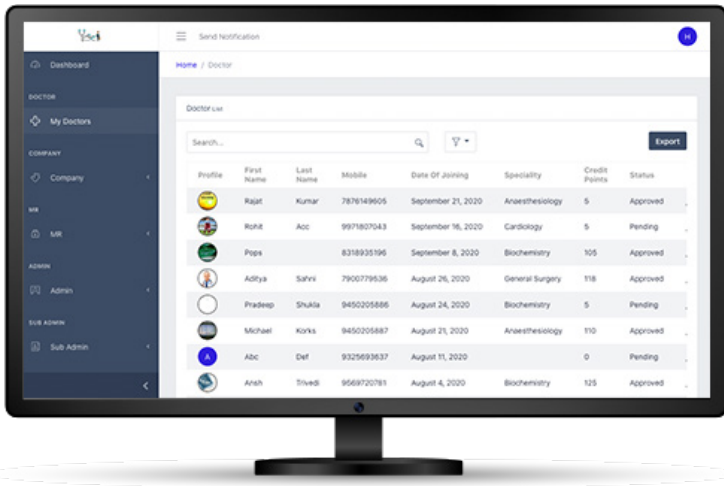 Send Notification
H
Dashboard
Home / Doctor
DOCTOR
My Doctors
Doctor List
COMPANY
Company
Search...
Export
MR
MR
ADMIN
Admin
SUB ADMIN
Sub Admin
Profile First Name Last Name Mobile Date Of Joining Speciality Credit Points Status
Rajat Kumar 7876149605 September 21, 2020 Anaesthesiology 5 Approved
Rohit Acc 9971807043 September 16, 2020 Cardiology 5 Pending
Pops 8318935196 September 8, 2020 Biochemistry 105 Approved
Aditya Sahni 7900779536 August 26, 2020 General Surgery 118 Approved
Pradeep Shukla 9450205886 August 24, 2020 Biochemistry 5 Pending
Michael Korks 9450205887 August 21, 2020 Anaesthesiology 110 Approved
A Abc Def 9325693637 August 11, 2020 0 Pending
Ansh Trivedi 9569720781 August 4, 2020 Biochemistry 125 Approved